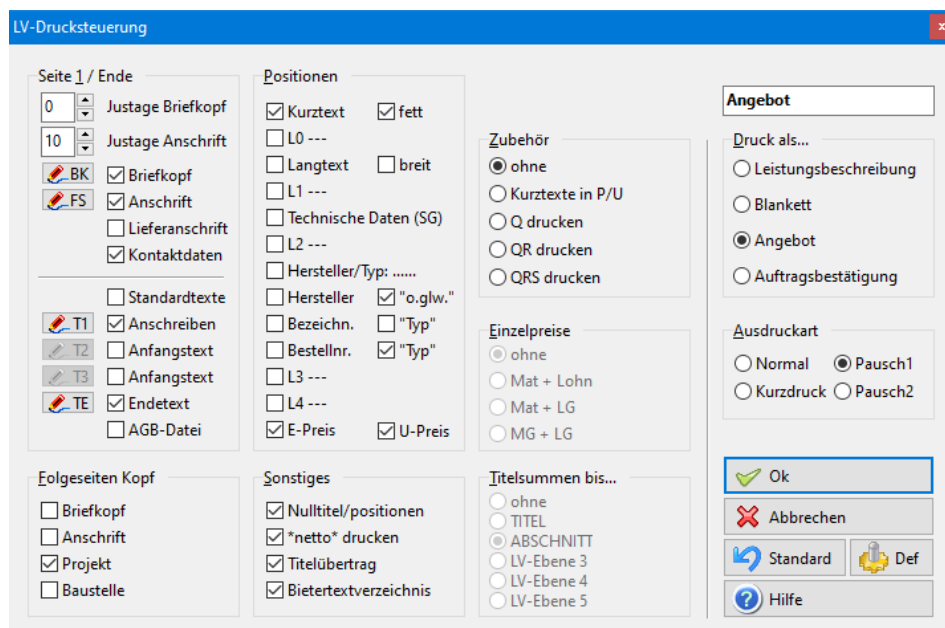 LV-Drucksteuerung
x
Seite 1 / Ende
0 Justage Briefkopf
10 Justage Anschrift
BK Briefkopf
FS Anschrift
Lieferanschrift
Kontaktdaten
Standardtexte
T1 Anschreiben
T2 Anfangstext
T3 Anfangstext
TE Endetext
AGB-Datei
Positionen
Kurztext fett
L0 ---
Langtext breit
L1 ---
Technische Daten (SG)
L2 ---
Hersteller/Typ: ......
Hersteller "o.glw."
Bezeichn. "Typ"
Bestellnr. "Typ"
L3 ---
L4 ---
E-Preis U-Preis
Zubehör
ohne
Kurztexte in P/U
Q drucken
QR drucken
QRS drucken
Einzelpreise
ohne
Mat + Lohn
Mat + LG
MG + LG
Angebot
Druck als...
Leistungsbeschreibung
Blankett
Angebot
Auftragsbestätigung
Ausdruckart
Normal Pausch1
Kurzdruck Pausch2
Folgeseiten Kopf
Briefkopf
Anschrift
Projekt
Baustelle
Sonstiges
Nulltitel/positionen
*netto* drucken
Titelübertrag
Bietertextverzeichnis
Titelsummen bis...
ohne
TITEL
ABSCHNITT
LV-Ebene 3
LV-Ebene 4
LV-Ebene 5
Ok
Abbrechen
Standard Def
? Hilfe